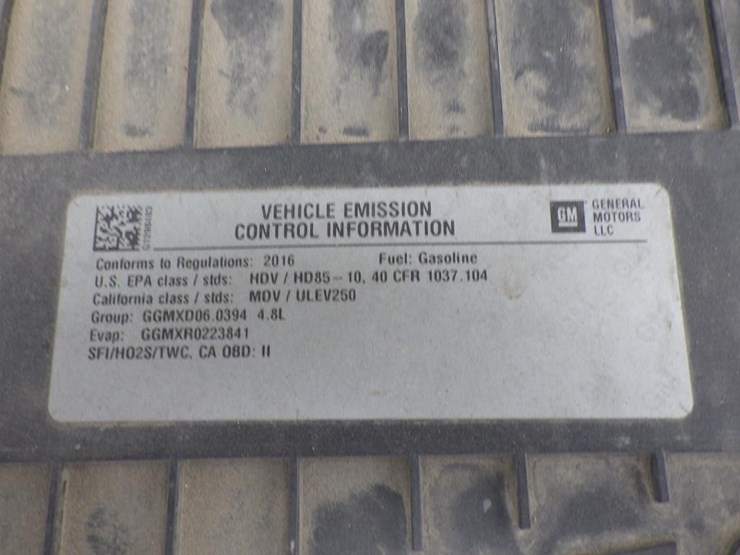 VEHICLE EMISSION
CONTROL INFORMATION
GM
GENERAL
MOTORS
LLC
Conforms to Regulations: 2016 Fuel: Gasoline
U.S. EPA class / stds: HDV / HD85-10, 40 CFR 1037.104
California class / stds: MDV / ULEV250
Group: GGMXD06.0394 4.8L
Evap: GGMXR0223841
SFI/HO2S/TWC, CA OBD: II